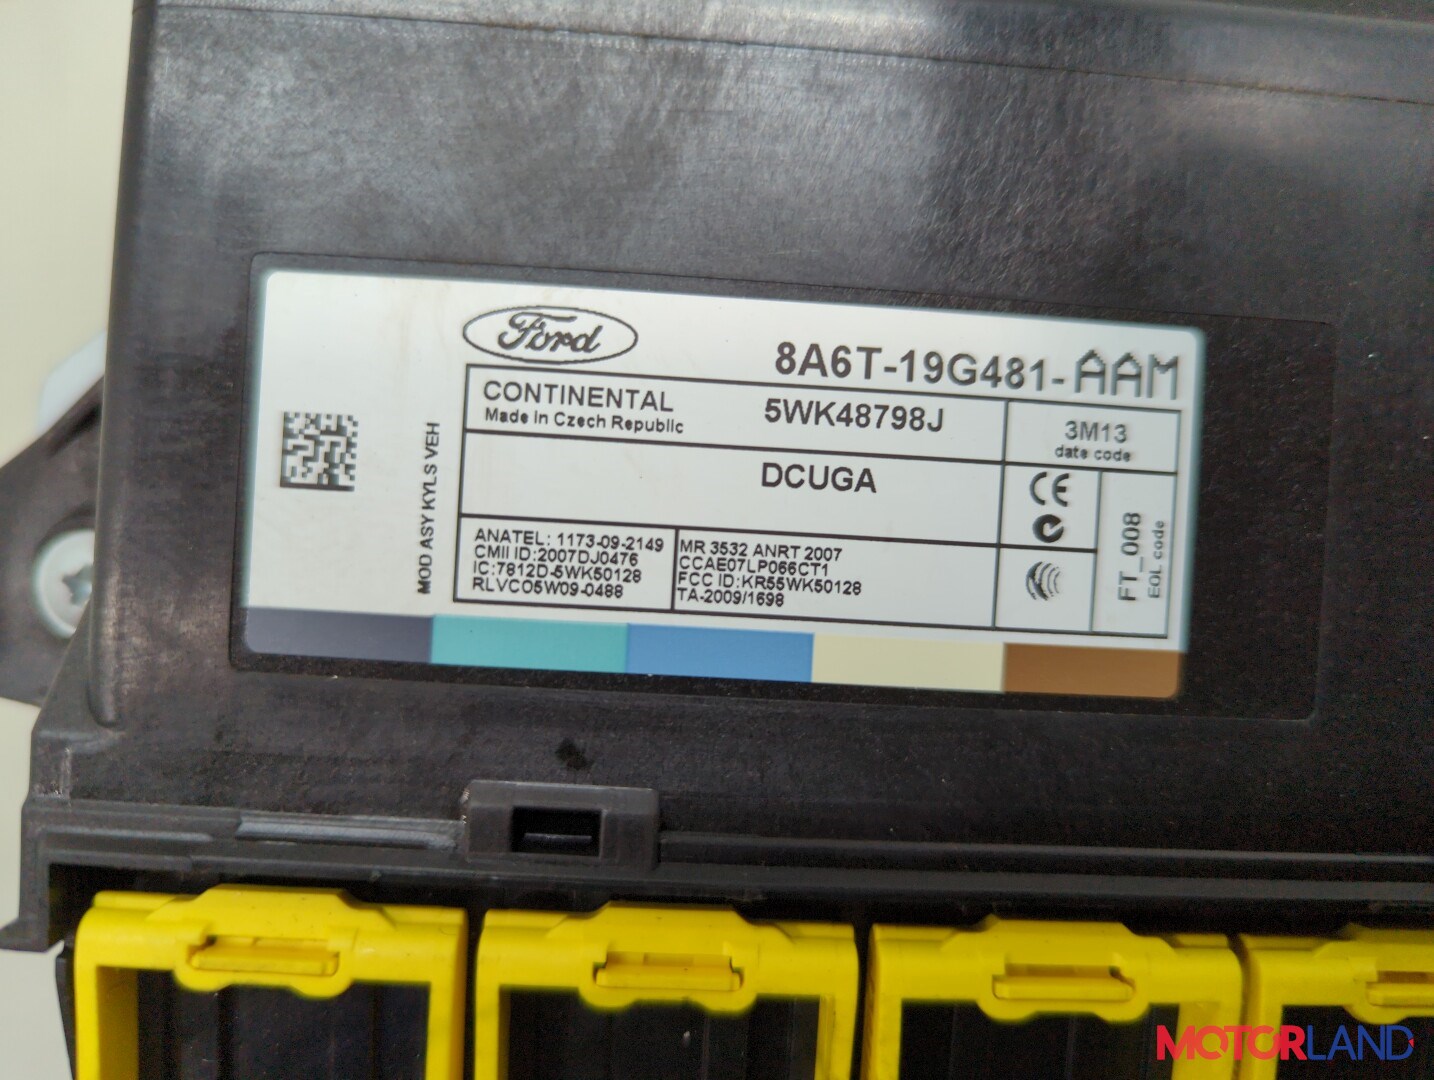 Ford
8A6T-19G481-AAM
CONTINENTAL
Made in Czech Republic
5WK48798J
3M13
date code
DCUGA
MOD ASY KYLS VEH
ANATEL: 1173-09-2149
CMII ID:2007DJ0476
IC:7812D-5WK50128
RLVCO5W09-0488
MR 3532 ANRT 2007
CCAE07LP066CT1
FCC ID:KR55WK50128
TA-2009/1698
CE
FT_008
EOL code
MOTORLAND